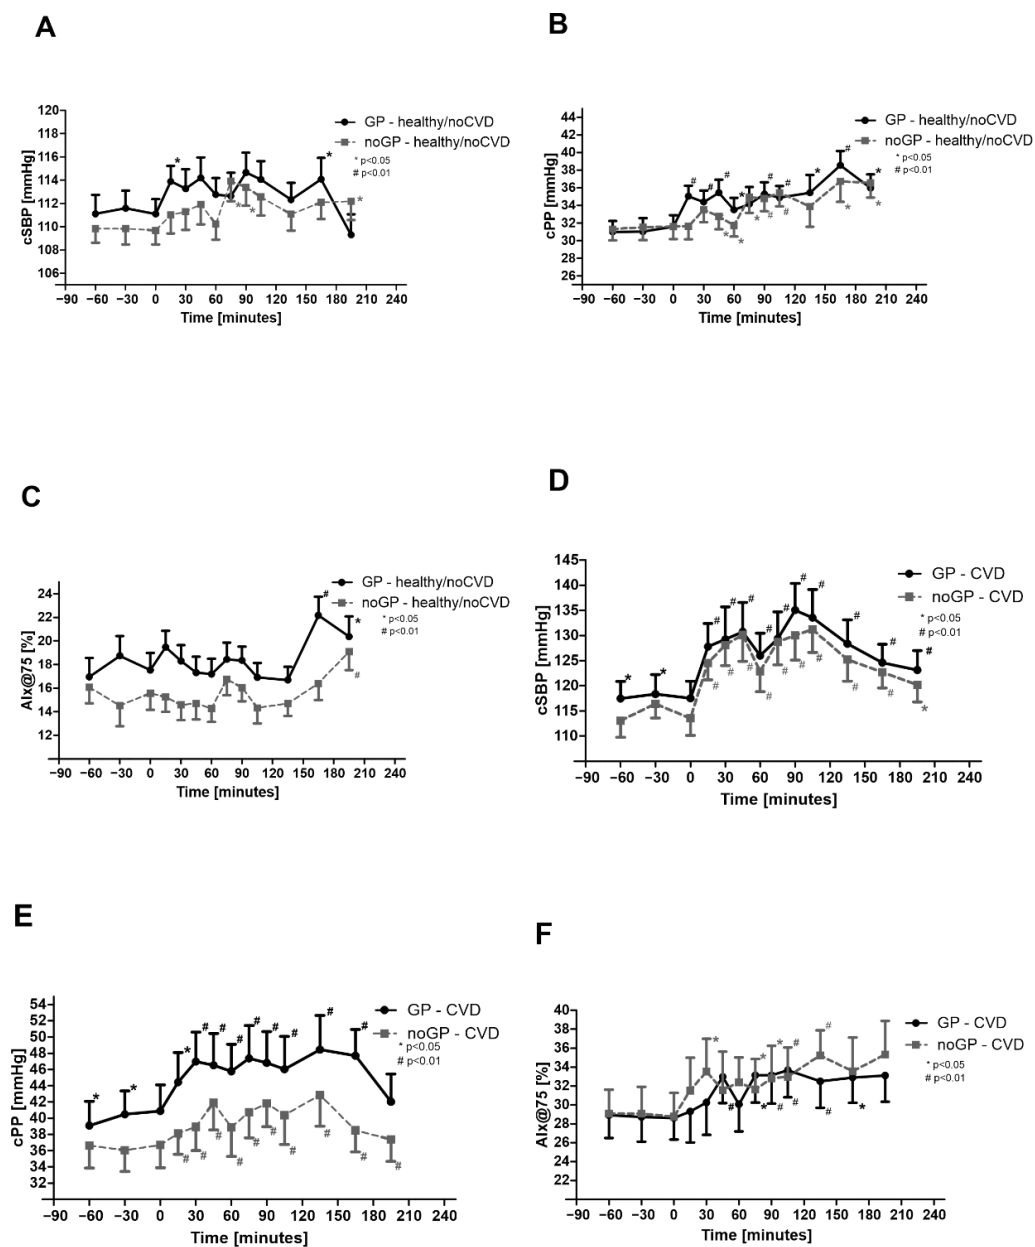 A
cSBP [mmHg]
120
118
116
114
112
110
108
106
GP - healthy/noCVD
noGP - healthy/noCVD
* p<0.05
# p<0.01
* * * * *
−90 −60 −30 0 30 60 90 120 150 180 210 240
Time [minutes]
B
cPP [mmHg]
44
42
40
38
36
34
32
30
28
26
GP - healthy/noCVD
noGP - healthy/noCVD
* p<0.05
# p<0.01
# # # * # # * # *
* * * # # * *
−90 −60 −30 0 30 60 90 120 150 180 210 240
Time [minutes]
C
AIx@75 [%]
24
22
20
18
16
14
12
GP - healthy/noCVD
noGP - healthy/noCVD
* p<0.05
# p<0.01
# *
#
−90 −60 −30 0 30 60 90 120 150 180 210 240
Time [minutes]
D
cSBP [mmHg]
145
140
135
130
125
120
115
110
GP - CVD
noGP - CVD
* p<0.05
# p<0.01
* * # # # # # # # # # #
# # # # # # # # # *
−90 −60 −30 0 30 60 90 120 150 180 210 240
Time [minutes]
E
cPP [mmHg]
54
52
50
48
46
44
42
40
38
36
34
32
GP - CVD
noGP - CVD
* p<0.05
# p<0.01
* * * # # # # # # # #
# # # # # # # # # #
−90 −60 −30 0 30 60 90 120 150 180 210 240
Time [minutes]
F
AIx@75 [%]
40
38
36
34
32
30
28
26
24
22
GP - CVD
noGP - CVD
* p<0.05
# p<0.01
* * * # #
# * # # # *
−90 −60 −30 0 30 60 90 120 150 180 210 240
Time [minutes]